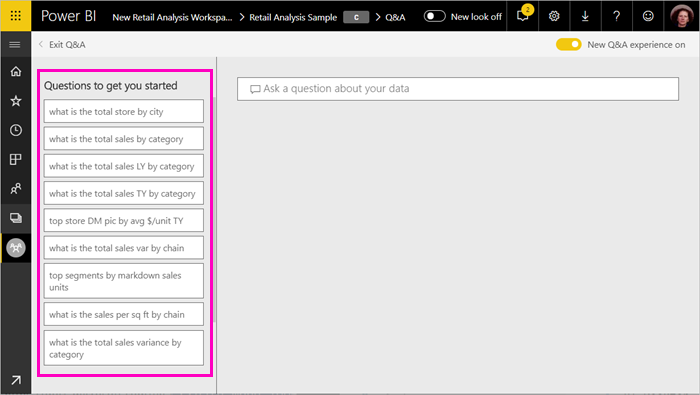 Power BI New Retail Analysis Workspa... > Retail Analysis Sample C > Q&A New look off 2 ?
< Exit Q&A New Q&A experience on
Questions to get you started
Ask a question about your data
what is the total store by city
what is the total sales by category
what is the total sales LY by category
what is the total sales TY by category
top store DM pic by avg $/unit TY
what is the total sales var by chain
top segments by markdown sales
units
what is the sales per sq ft by chain
what is the total sales variance by
category